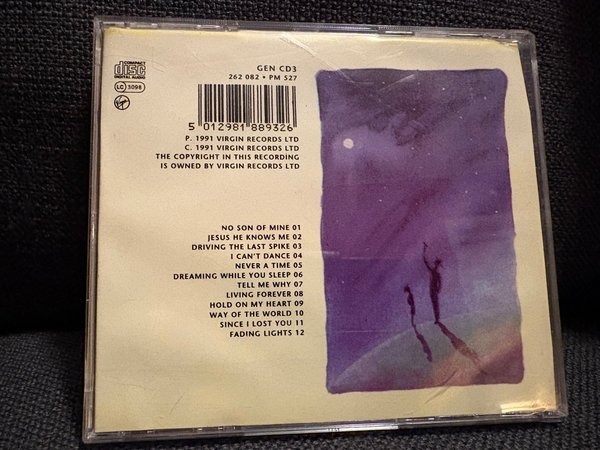 COMPACT
disc
DIGITAL AUDIO
LC 3098
Virgin
GEN CD3
262 082 • PM 527
5 012981 889326
P. 1991 VIRGIN RECORDS LTD
C. 1991 VIRGIN RECORDS LTD
THE COPYRIGHT IN THIS RECORDING
IS OWNED BY VIRGIN RECORDS LTD
NO SON OF MINE 01
JESUS HE KNOWS ME 02
DRIVING THE LAST SPIKE 03
I CAN'T DANCE 04
NEVER A TIME 05
DREAMING WHILE YOU SLEEP 06
TELL ME WHY 07
LIVING FOREVER 08
HOLD ON MY HEART 09
WAY OF THE WORLD 10
SINCE I LOST YOU 11
FADING LIGHTS 12